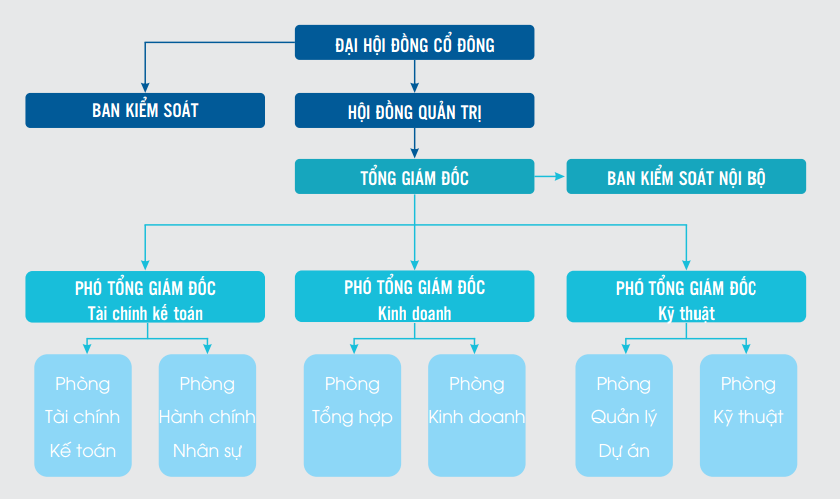 ĐẠI HỘI ĐỒNG CỔ ĐÔNG
BAN KIỂM SOÁT
HỘI ĐỒNG QUẢN TRỊ
TỔNG GIÁM ĐỐC
BAN KIỂM SOÁT NỘI BỘ
PHÓ TỔNG GIÁM ĐỐC
Tài chính kế toán
PHÓ TỔNG GIÁM ĐỐC
Kinh doanh
PHÓ TỔNG GIÁM ĐỐC
Kỹ thuật
Phòng
Tài chính
Kế toán
Phòng
Hành chính
Nhân sự
Phòng
Tổng hợp
Phòng
Kinh doanh
Phòng
Quản lý
Dự án
Phòng
Kỹ thuật